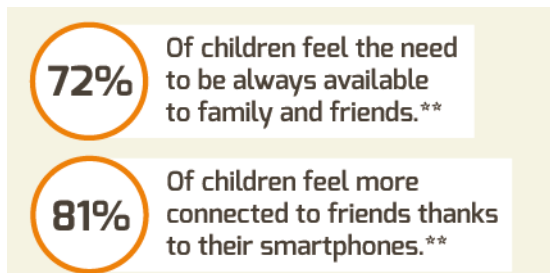 72%
Of children feel the need
to be always available
to family and friends.**
81%
Of children feel more
connected to friends thanks
to their smartphones.**